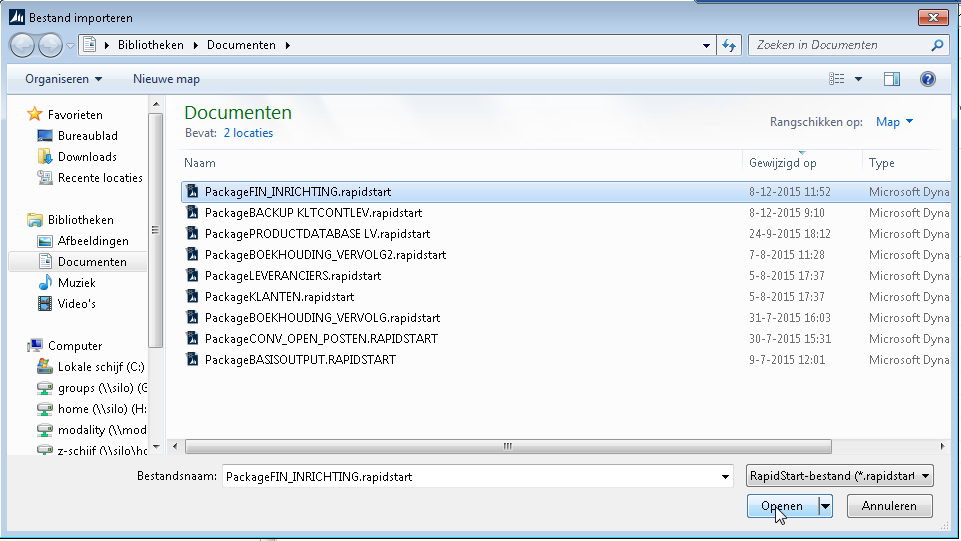 Bestand importeren
Bibliotheken Documenten
Zoeken in Documenten
Organiseren Nieuwe map
Favorieten
Bureaublad
Downloads
Recente locaties
Bibliotheken
Afbeeldingen
Documenten
Muziek
Video's
Computer
Lokale schijf (C:)
groups (\\silo) (G
home (\\silo) (H:
modality (\\mod
z-schijf (\\silo\hc
Documenten
Bevat: 2 locaties
Rangschikken op: Map
Naam Gewijzigd op Type
PackageFIN_INRICHTING.rapidstart 8-12-2015 11:52 Microsoft Dyna
PackageBACKUP KLTCONTLEV.rapidstart 8-12-2015 9:10 Microsoft Dyna
PackagePRODUCTDATABASE LV.rapidstart 24-9-2015 18:12 Microsoft Dyna
PackageBOEKHOUDING_VERVOLG2.rapidstart 7-8-2015 11:28 Microsoft Dyna
PackageLEVERANCIERS.rapidstart 5-8-2015 17:37 Microsoft Dyna
PackageKLANTEN.rapidstart 5-8-2015 17:37 Microsoft Dyna
PackageBOEKHOUDING_VERVOLG.rapidstart 31-7-2015 16:03 Microsoft Dyna
PackageCONV_OPEN_POSTEN.RAPIDSTART 30-7-2015 15:31 Microsoft Dyna
PackageBASISOUTPUT.RAPIDSTART 9-7-2015 12:01 Microsoft Dyna
Bestandsnaam: PackageFIN_INRICHTING.rapidstart RapidStart-bestand (*.rapidstart
Openen Annuleren